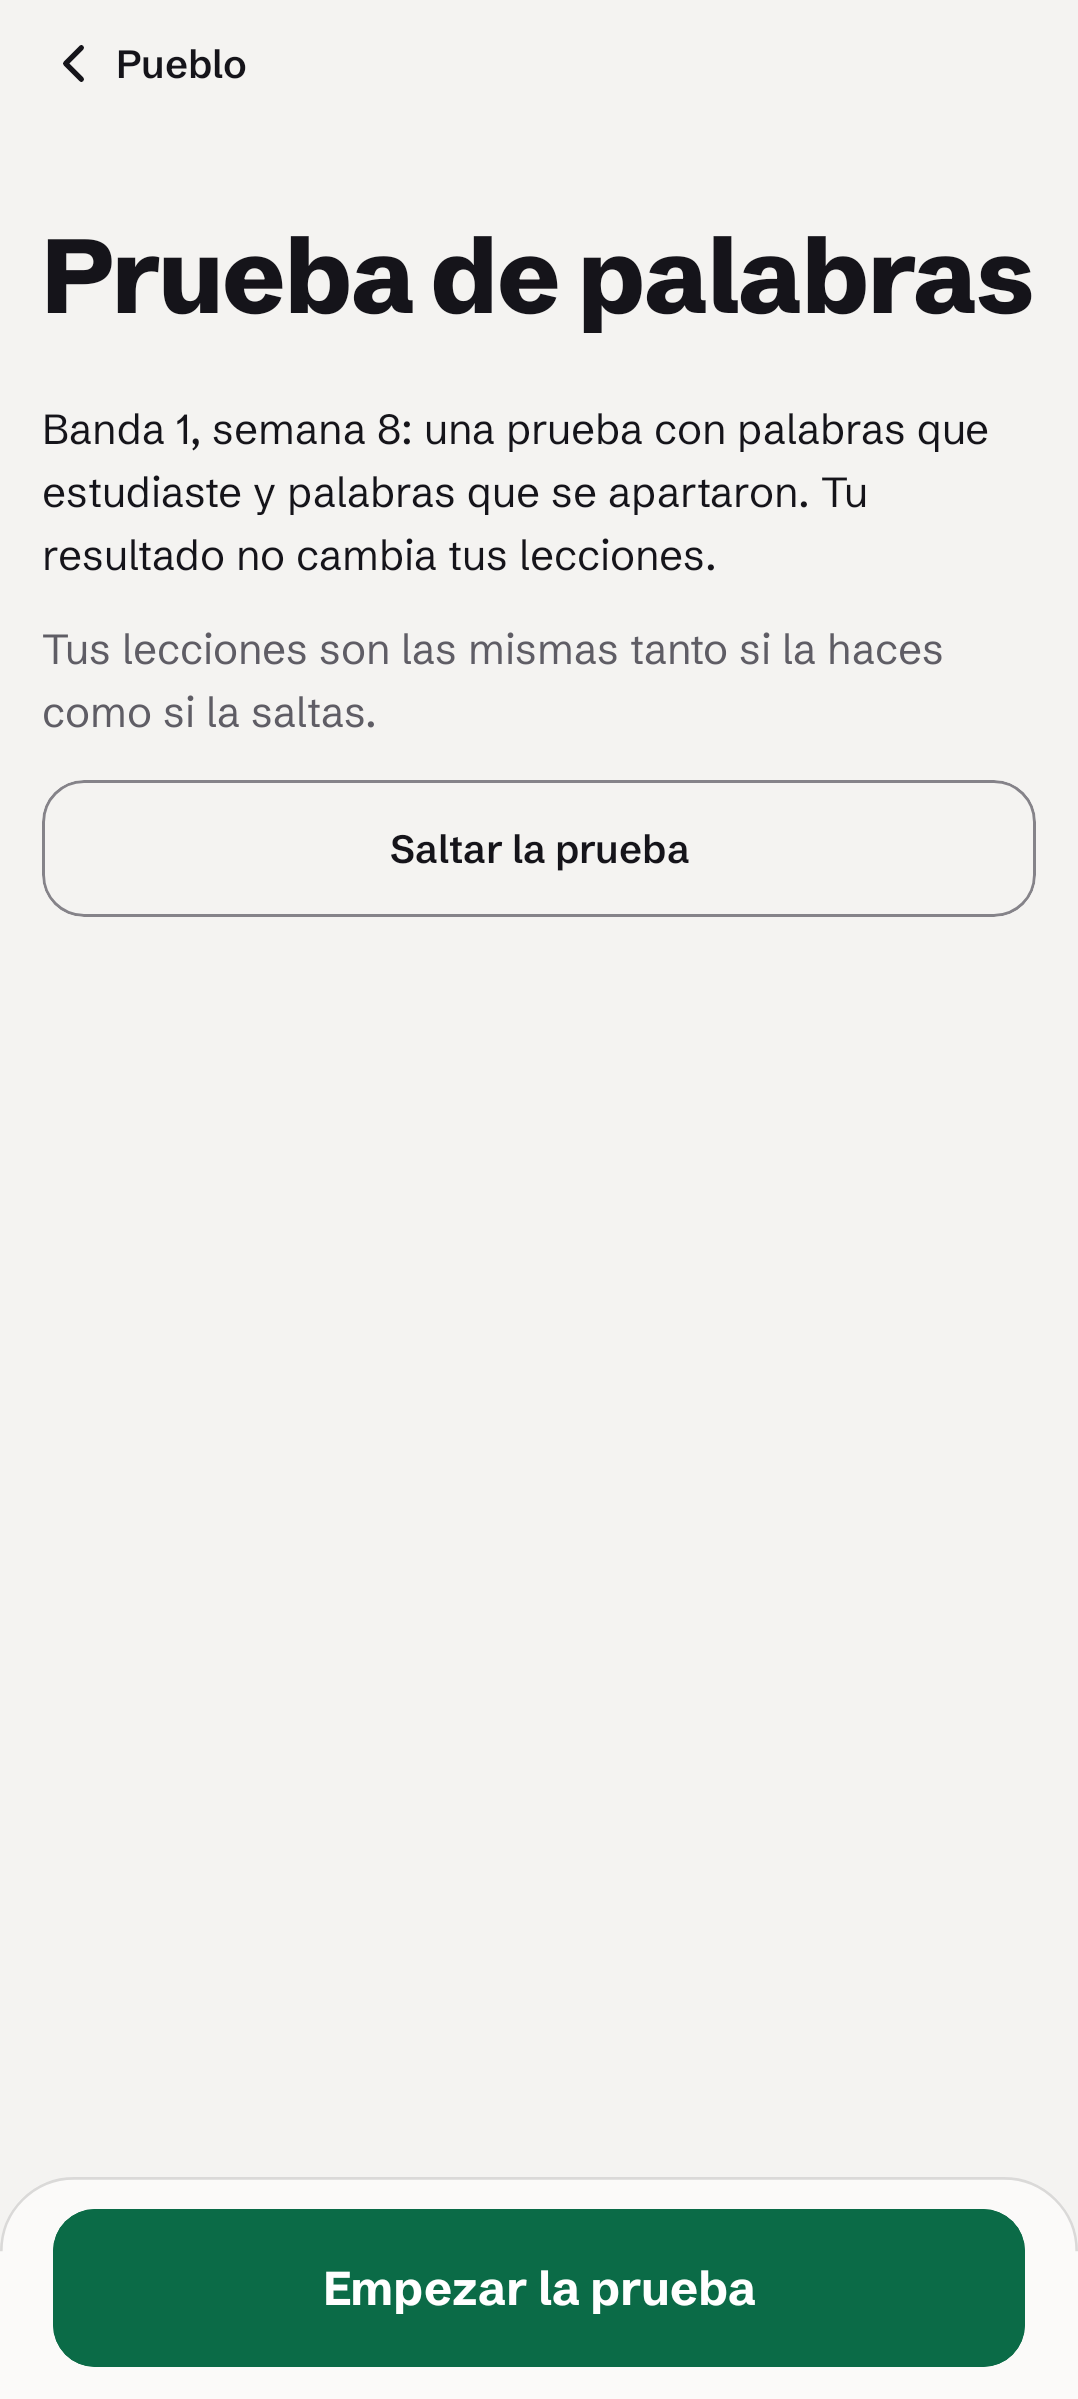 Pueblo
Prueba de palabras
Banda 1, semana 8: una prueba con palabras que
estudiaste y palabras que se apartaron. Tu
resultado no cambia tus lecciones.
Tus lecciones son las mismas tanto si la haces
como si la saltas.
Saltar la prueba
Empezar la prueba